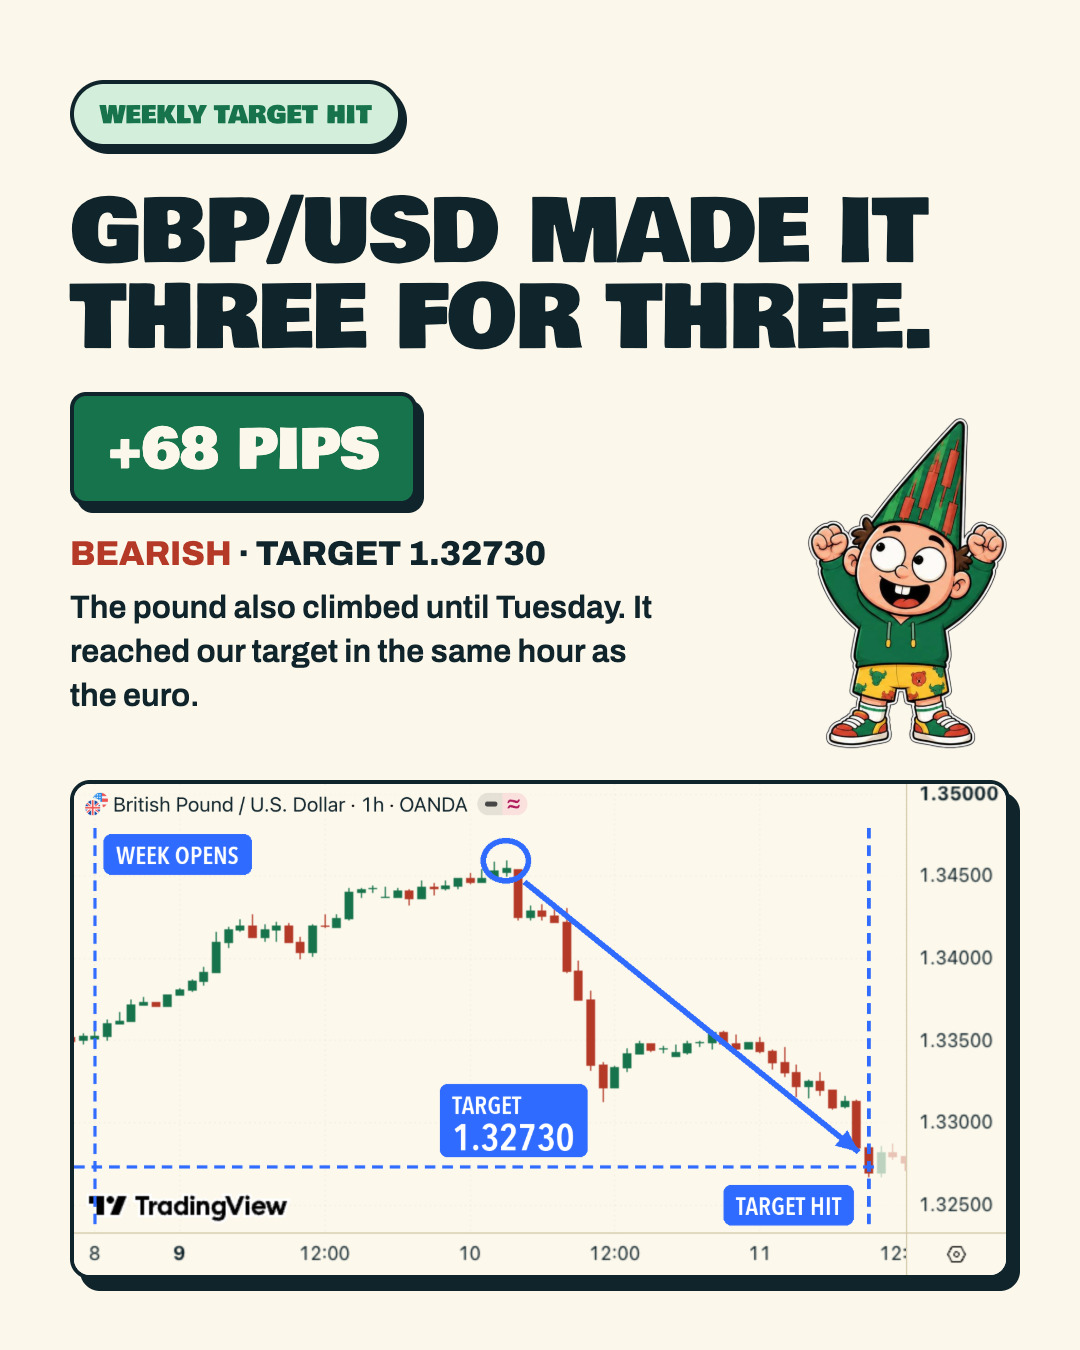 WEEKLY TARGET HIT
GBP/USD MADE IT
THREE FOR THREE.
+68 PIPS
BEARISH · TARGET 1.32730
The pound also climbed until Tuesday. It
reached our target in the same hour as
the euro.
British Pound / U.S. Dollar · 1h · OANDA
1.35000
WEEK OPENS
1.34500
1.34000
1.33500
TARGET
1.32730
1.33000
TradingView
TARGET HIT
1.32500
8 9 12:00 10 12:00 11 12: